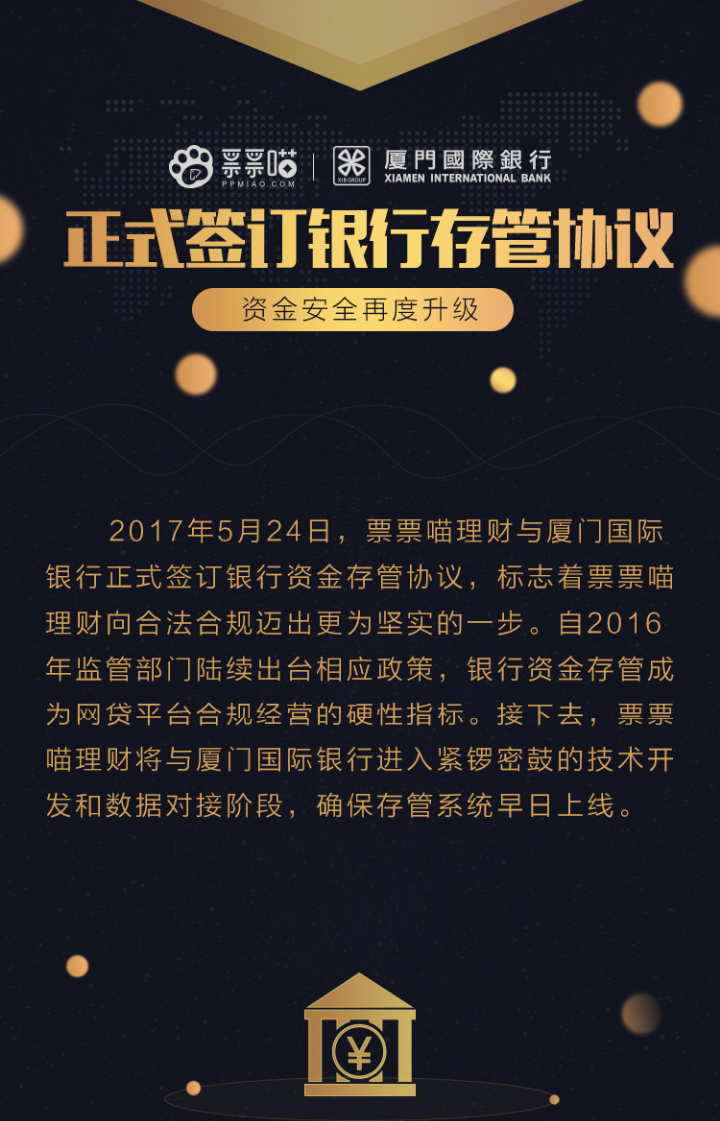 票票喵
PPMIAO.COM
XIB GROUP
厦門國際銀行
XIAMEN INTERNATIONAL BANK
正式签订银行存管协议
资金安全再度升级
2017年5月24日，票票喵理财与厦门国际
银行正式签订银行资金存管协议，标志着票票喵
理财向合法合规迈出更为坚实的一步。自2016
年监管部门陆续出台相应政策，银行资金存管成
为网贷平台合规经营的硬性指标。接下去，票票
喵理财将与厦门国际银行进入紧锣密鼓的技术开
发和数据对接阶段，确保存管系统早日上线。
¥